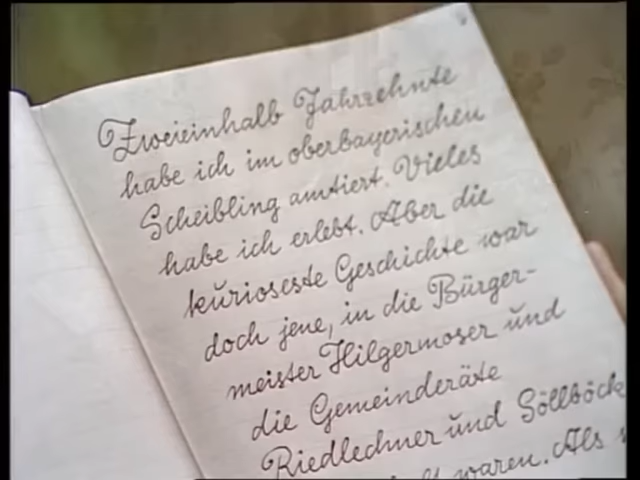 Zweieinhalb Jahrzehnte
habe ich im oberbayerischen
Scheibling amtiert. Vieles
habe ich erlebt. Aber die
kurioseste Geschichte war
doch jene, in die Bürger-
meister Hilgermoser und
die Gemeinderäte
Riedlechner und Söllböck
waren. Als